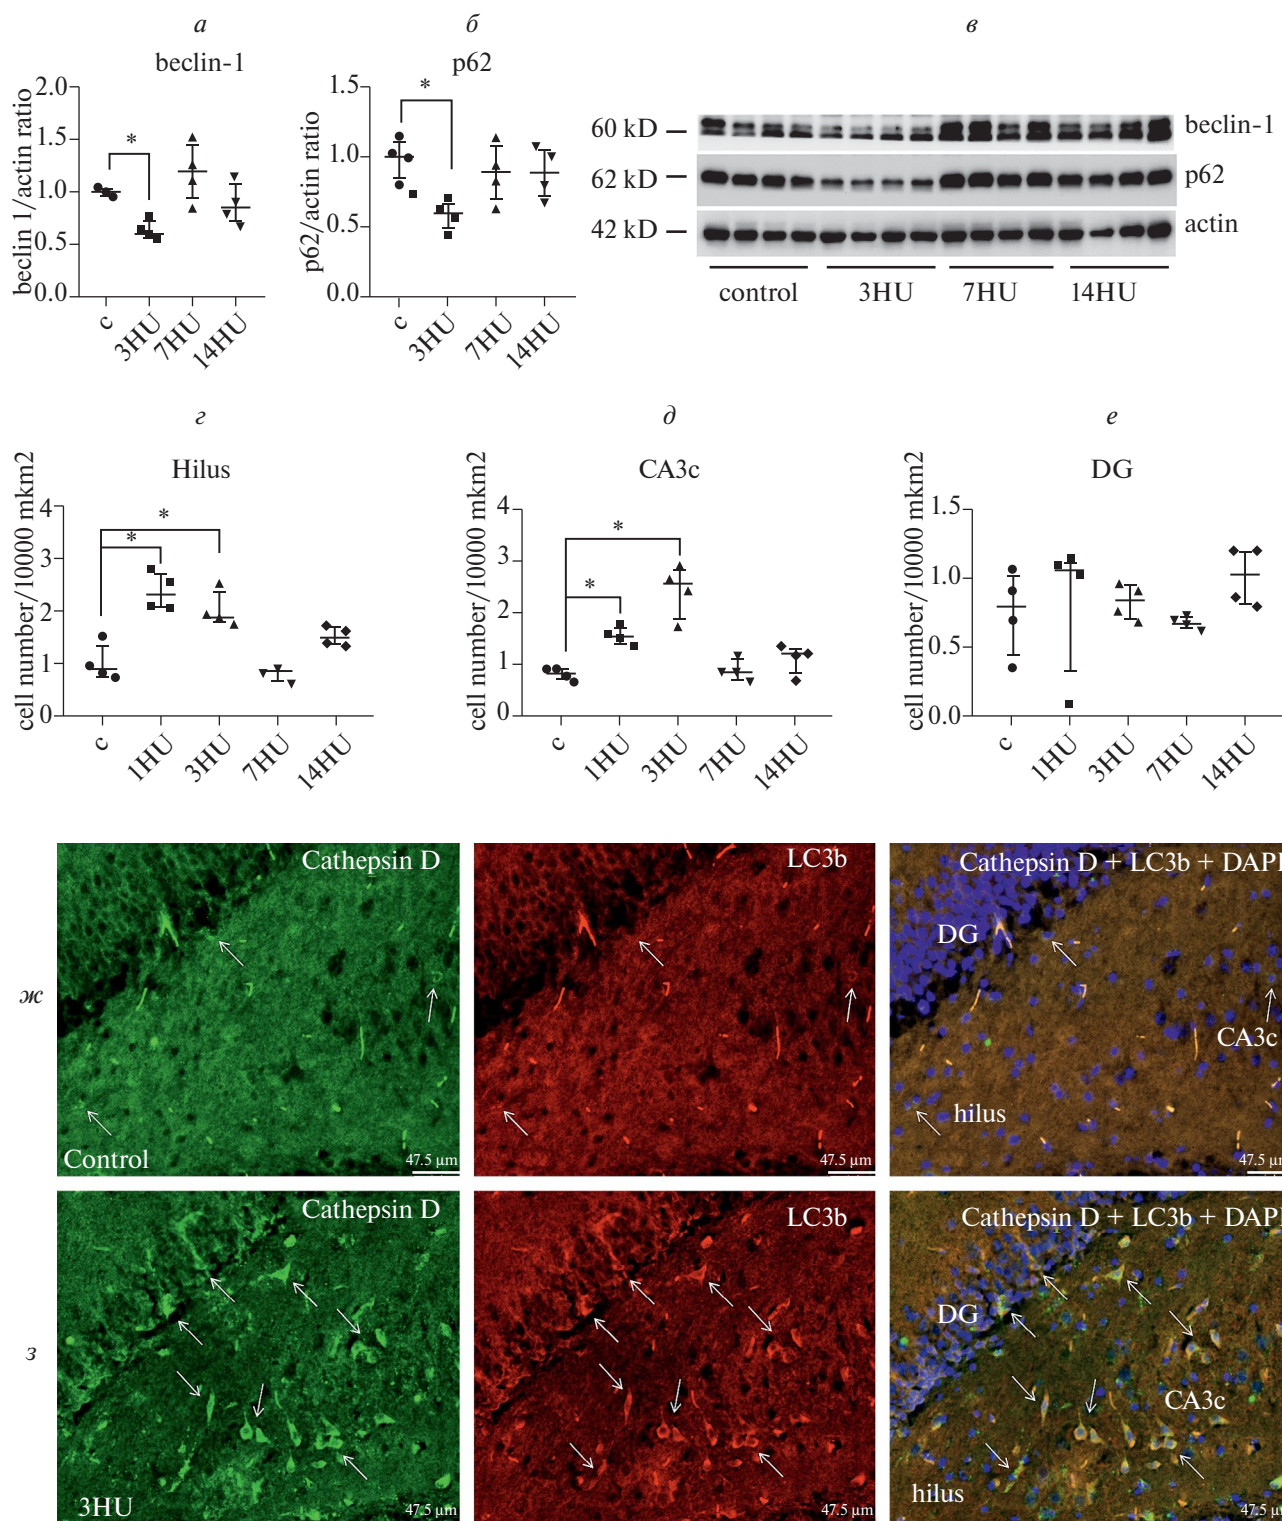 а
beclin-1
beclin 1/actin ratio
2.0
1.5
1.0
0.5
0.0
*
c
3HU
7HU
14HU
б
p62
p62/actin ratio
1.5
1.0
0.5
0.0
*
c
3HU
7HU
14HU
в
60 kD
beclin-1
62 kD
p62
42 kD
actin
control
3HU
7HU
14HU
г
Hilus
cell number/10000 mkm2
4
3
2
1
0
*
*
c
1HU
3HU
7HU
14HU
д
CA3c
cell number/10000 mkm2
4
3
2
1
0
*
*
c
1HU
3HU
7HU
14HU
е
DG
cell number/10000 mkm2
1.5
1.0
0.5
0.0
c
1HU
3HU
7HU
14HU
ж
Cathepsin D
Control
47.5 µm
LC3b
47.5 µm
Cathepsin D + LC3b + DAPI
DG
CA3c
hilus
47.5 µm
з
Cathepsin D
3HU
47.5 µm
LC3b
47.5 µm
Cathepsin D + LC3b + DAPI
DG
CA3c
hilus
47.5 µm